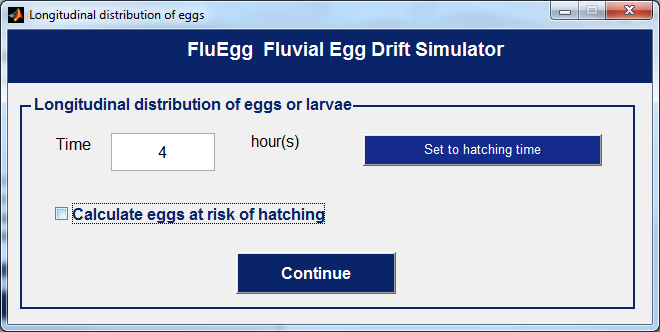 Longitudinal distribution of eggs
FluEgg  Fluvial Egg Drift Simulator
Longitudinal distribution of eggs or larvae
Time 4 hour(s) Set to hatching time
Calculate eggs at risk of hatching
Continue